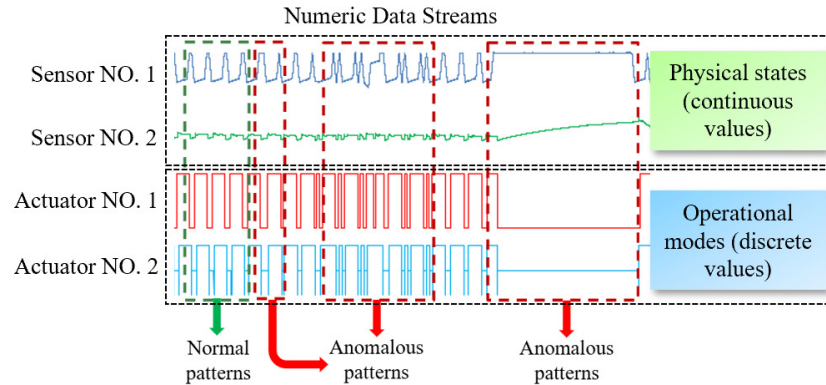 Numeric Data Streams
Sensor NO. 1
Sensor NO. 2
Physical states
(continuous
values)
Actuator NO. 1
Actuator NO. 2
Operational
modes (discrete
values)
Normal
patterns
Anomalous
patterns
Anomalous
patterns